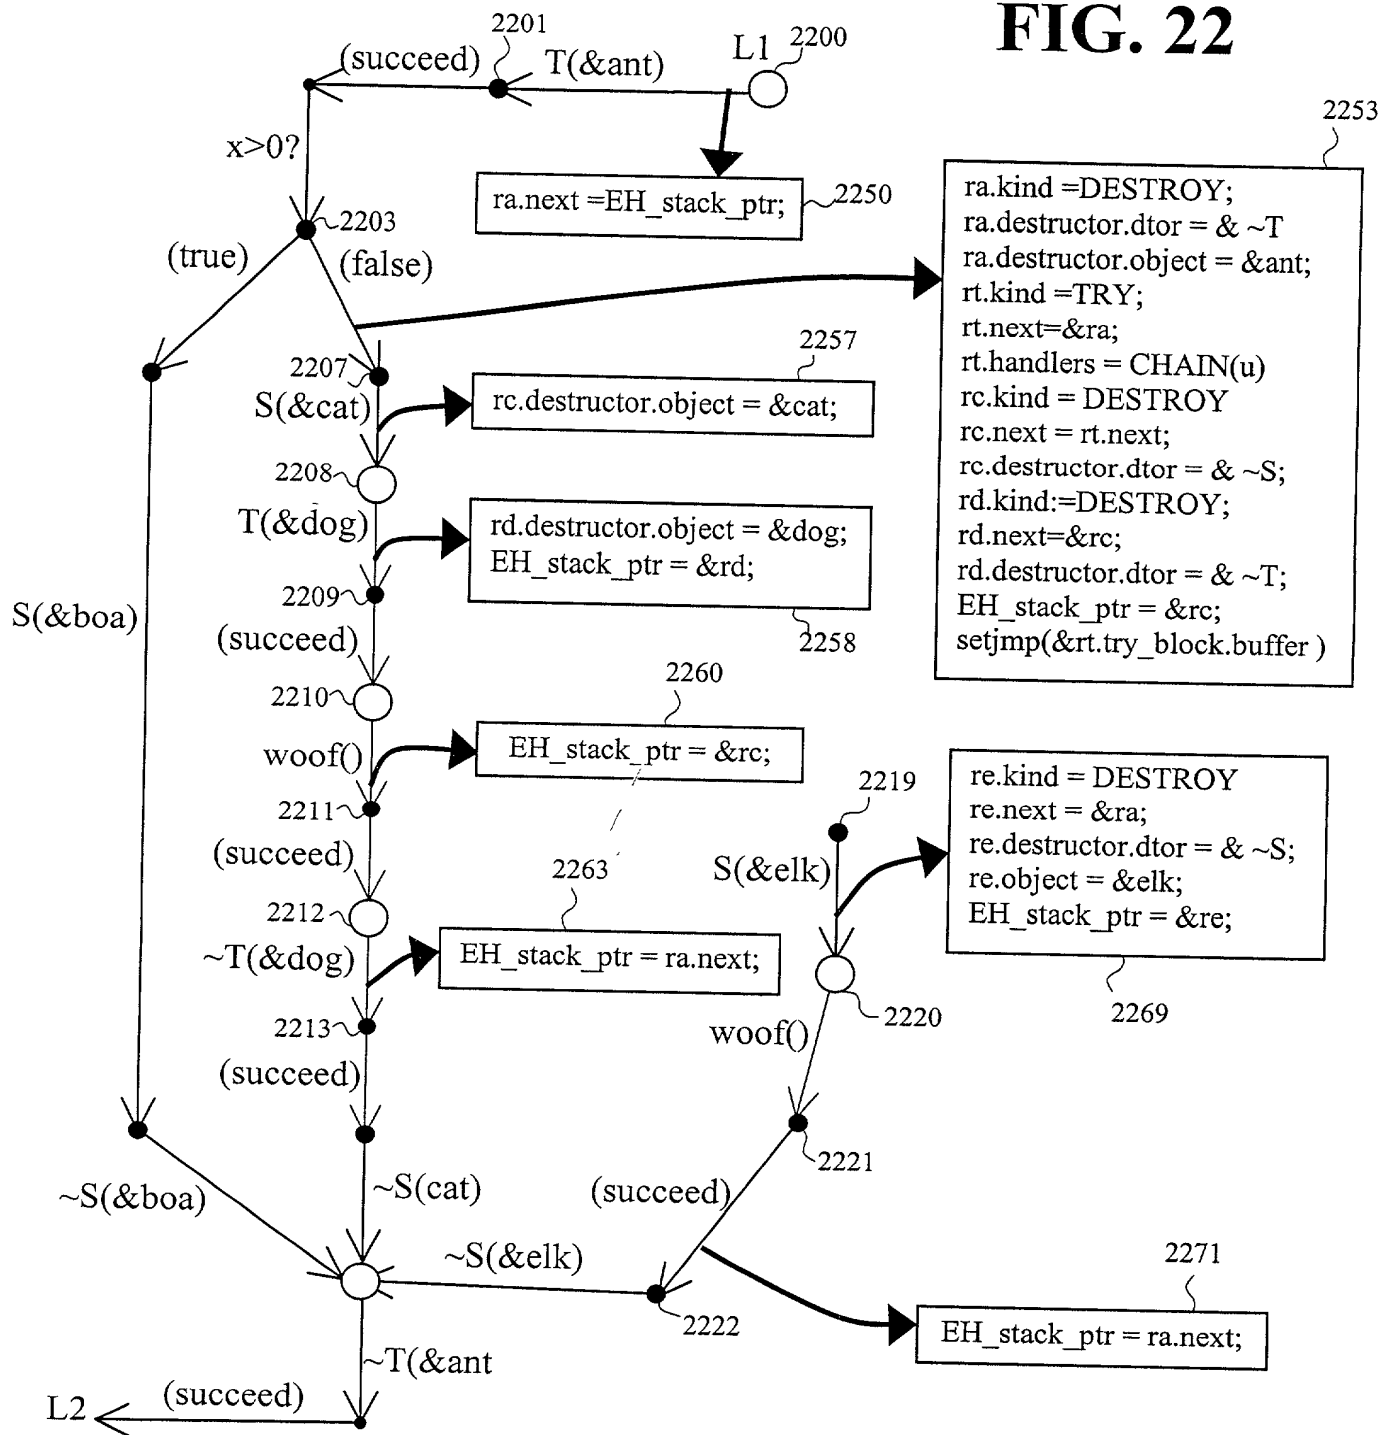 FIG. 22
2201
L1
2200
(succeed)
T(&ant)
2253
x>0?
ra.next =EH_stack_ptr;
2250
2203
(true)
(false)
ra.kind =DESTROY;
ra.destructor.dtor = & ~T
ra.destructor.object = &ant;
rt.kind =TRY;
rt.next=&ra;
rt.handlers = CHAIN(u)
rc.kind = DESTROY
rc.next = rt.next;
rc.destructor.dtor = & ~S;
rd.kind:=DESTROY;
rd.next=&rc;
rd.destructor.dtor = & ~T;
EH_stack_ptr = &rc;
setjmp(&rt.try_block.buffer )
2257
2207
S(&cat)
rc.destructor.object = &cat;
2208
T(&dog)
rd.destructor.object = &dog;
EH_stack_ptr = &rd;
2209
2258
S(&boa)
(succeed)
2210
2260
woof()
EH_stack_ptr = &rc;
2211
2219
(succeed)
S(&elk)
re.kind = DESTROY
re.next = &ra;
re.destructor.dtor = & ~S;
re.object = &elk;
EH_stack_ptr = &re;
2263
2212
~T(&dog)
EH_stack_ptr = ra.next;
2220
2269
2213
woof()
(succeed)
2221
~S(&boa)
~S(cat)
(succeed)
~S(&elk)
2271
2222
EH_stack_ptr = ra.next;
~T(&ant
(succeed)
L2